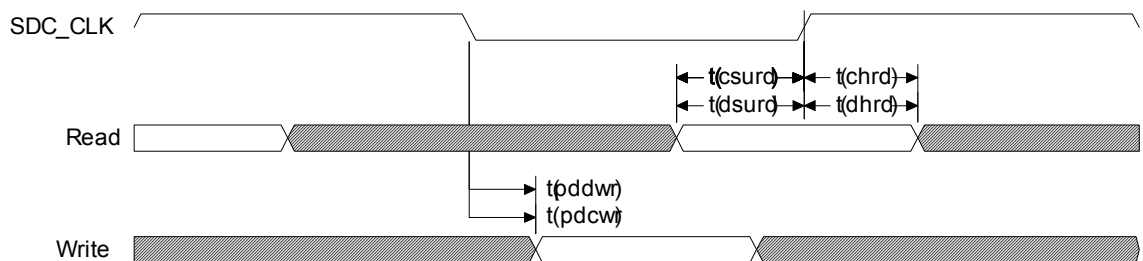 SDC_CLK
t(csurd)
t(chrd)
t(dsurd)
t(dhrd)
Read
t(pddwr)
t(pdcwr)
Write